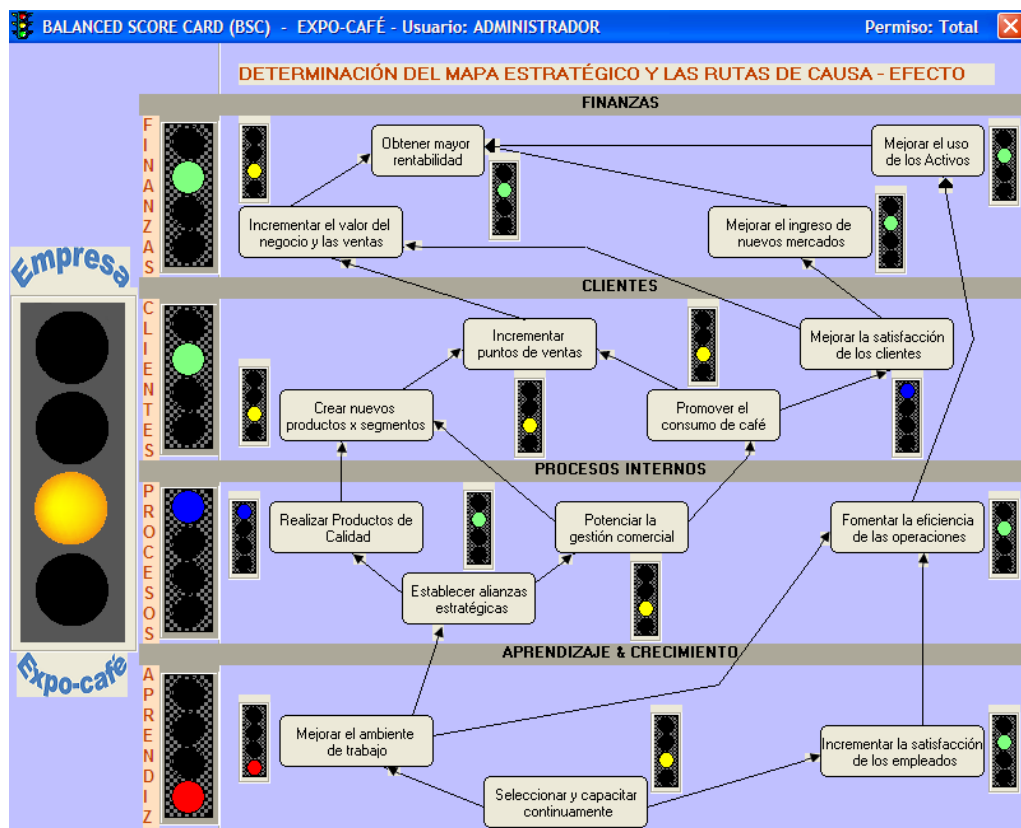 BALANCED SCORE CARD (BSC) - EXPO-CAFÉ - Usuario: ADMINISTRADOR
Permiso: Total
DETERMINACIÓN DEL MAPA ESTRATÉGICO Y LAS RUTAS DE CAUSA - EFECTO
FINANZAS
FINANZAS
Obtener mayor
rentabilidad
Mejorar el uso
de los Activos
Incrementar el valor del
negocio y las ventas
Mejorar el ingreso de
nuevos mercados
Empresa
CLIENTES
CLIENTES
Incrementar
puntos de ventas
Mejorar la satisfacción
de los clientes
Crear nuevos
productos x segmentos
Promover el
consumo de café
PROCESOS INTERNOS
PROCESOS
Realizar Productos de
Calidad
Potenciar la
gestión comercial
Fomentar la eficiencia
de las operaciones
Establecer alianzas
estratégicas
Expo-café
APRENDIZAJE & CRECIMIENTO
APRENDIZ
Mejorar el ambiente
de trabajo
Incrementar la satisfacción
de los empleados
Seleccionar y capacitar
continuamente